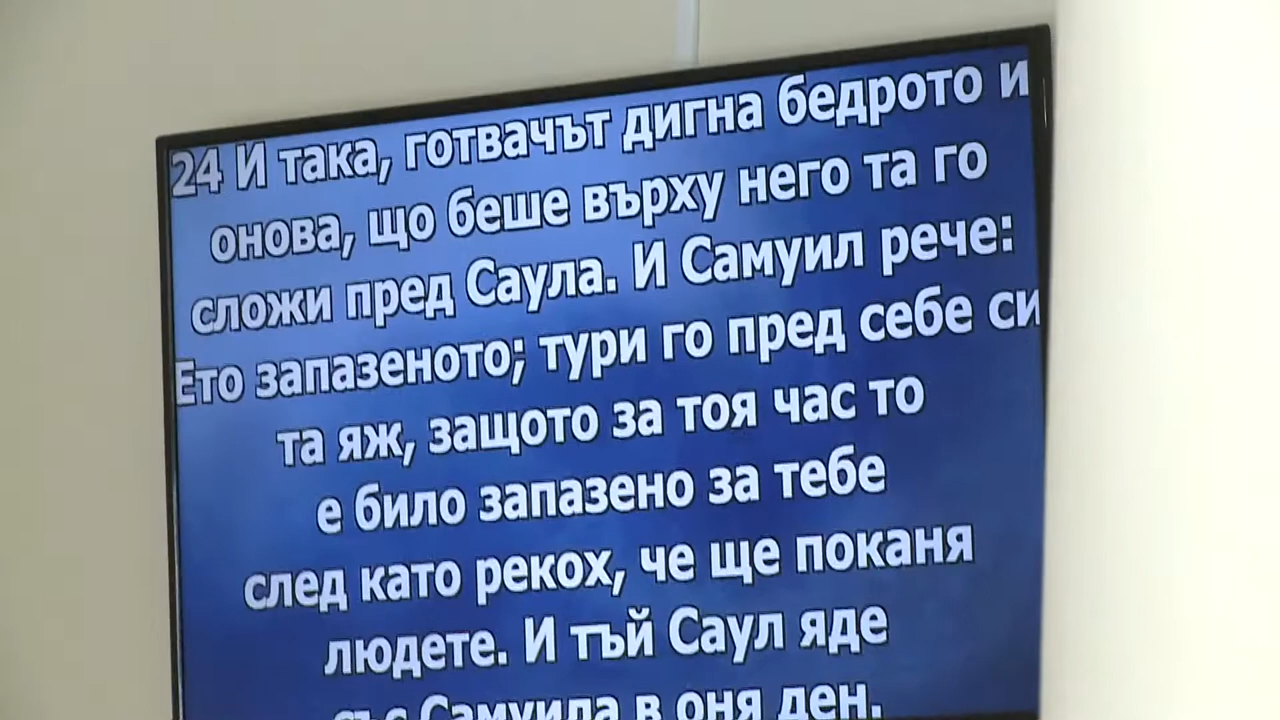 24 И така, готвачът дигна бедрото и
онова, що беше върху него та го
сложи пред Саула. И Самуил рече:
Ето запазеното; тури го пред себе си
та яж, защото за тоя час то
е било запазено за тебе
след като рекох, че ще поканя
людете. И тъй Саул яде
със Самуила в оня ден.